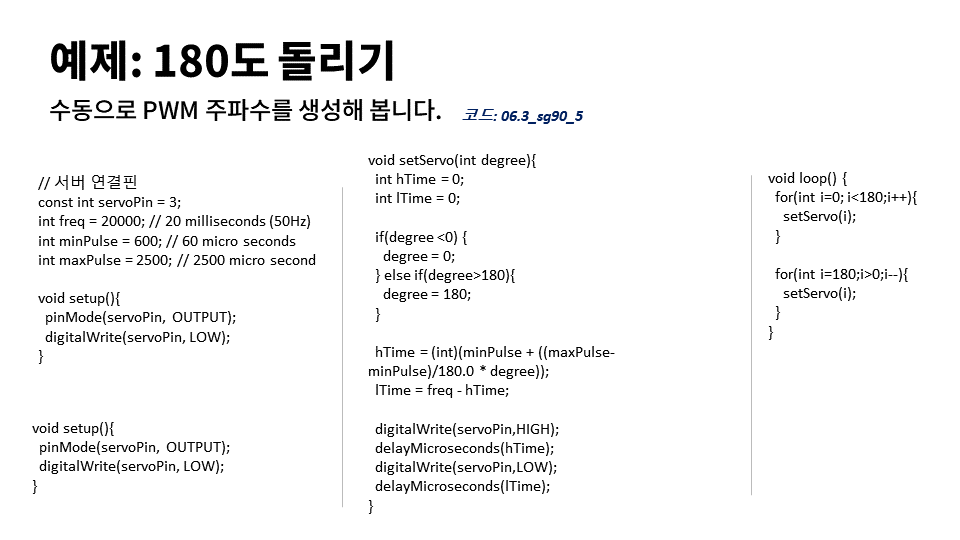 예제: 180도 돌리기
수동으로 PWM 주파수를 생성해 봅니다.
코드: 06.3_sg90_5
// 서버 연결핀
const int servoPin = 3;
int freq = 20000; // 20 milliseconds (50Hz)
int minPulse = 600; // 60 micro seconds
int maxPulse = 2500; // 2500 micro second
void setup(){
pinMode(servoPin, OUTPUT);
digitalWrite(servoPin, LOW);
}
void setup(){
pinMode(servoPin, OUTPUT);
digitalWrite(servoPin, LOW);
}
void setServo(int degree){
int hTime = 0;
int lTime = 0;
if(degree <0) {
degree = 0;
} else if(degree>180){
degree = 180;
}
hTime = (int)(minPulse + ((maxPulse-
minPulse)/180.0 * degree));
lTime = freq - hTime;
digitalWrite(servoPin,HIGH);
delayMicroseconds(hTime);
digitalWrite(servoPin,LOW);
delayMicroseconds(lTime);
}
void loop() {
for(int i=0; i<180;i++){
setServo(i);
}
for(int i=180;i>0;i--){
setServo(i);
}
}